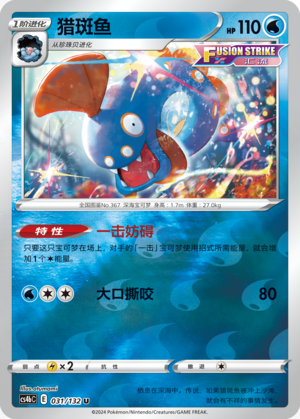 1阶进化
猎斑鱼
HP 110
从珍珠贝进化
FUSION STRIKE
全国图鉴No.367 深海宝可梦 身高：1.7m 体重：27.0kg
特性 一击妨碍
只要这只宝可梦在场上，对手的「一击」宝可梦使用招式所需能量，就会
增加1个能量。
大口撕咬 80
Illus. otumami
CS4b C E 031/132 U
弱点 ×2 抵抗力 撤退
©2024 Pokémon/Nintendo/Creatures/GAME FREAK.